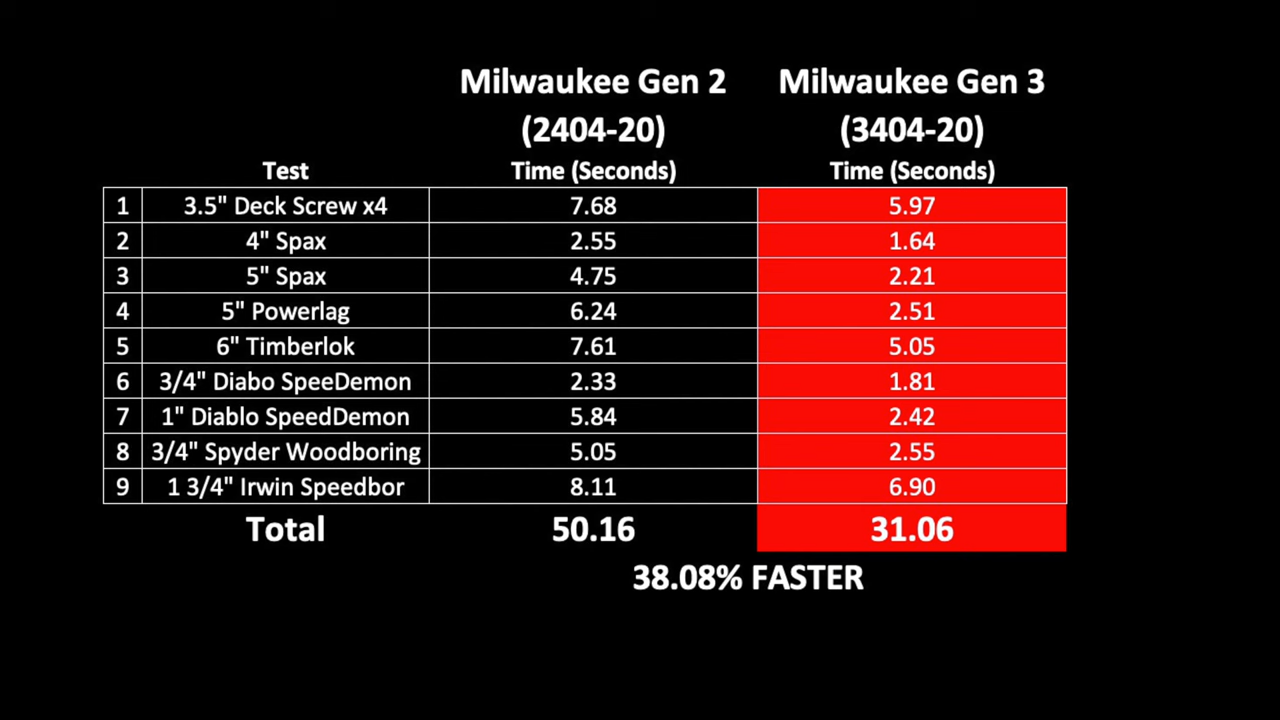 Milwaukee Gen 2 Milwaukee Gen 3
(2404-20) (3404-20)
Test Time (Seconds) Time (Seconds)
1 3.5" Deck Screw x4 7.68 5.97
2 4" Spax 2.55 1.64
3 5" Spax 4.75 2.21
4 5" Powerlag 6.24 2.51
5 6" Timberlok 7.61 5.05
6 3/4" Diabo SpeeDemon 2.33 1.81
7 1" Diablo SpeedDemon 5.84 2.42
8 3/4" Spyder Woodboring 5.05 2.55
9 1 3/4" Irwin Speedbor 8.11 6.90
Total 50.16 31.06
38.08% FASTER